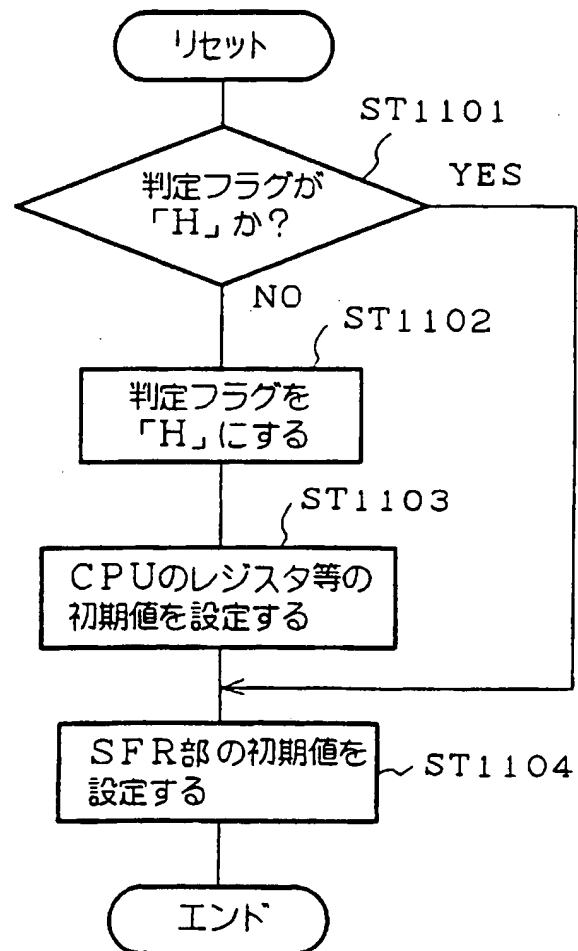 リセット
ST1101
判定フラグが
「H」か?
YES
NO
ST1102
判定フラグを
「H」にする
ST1103
CPUのレジスタ等の
初期値を設定する
SFR部の初期値を
設定する
ST1104
エンド